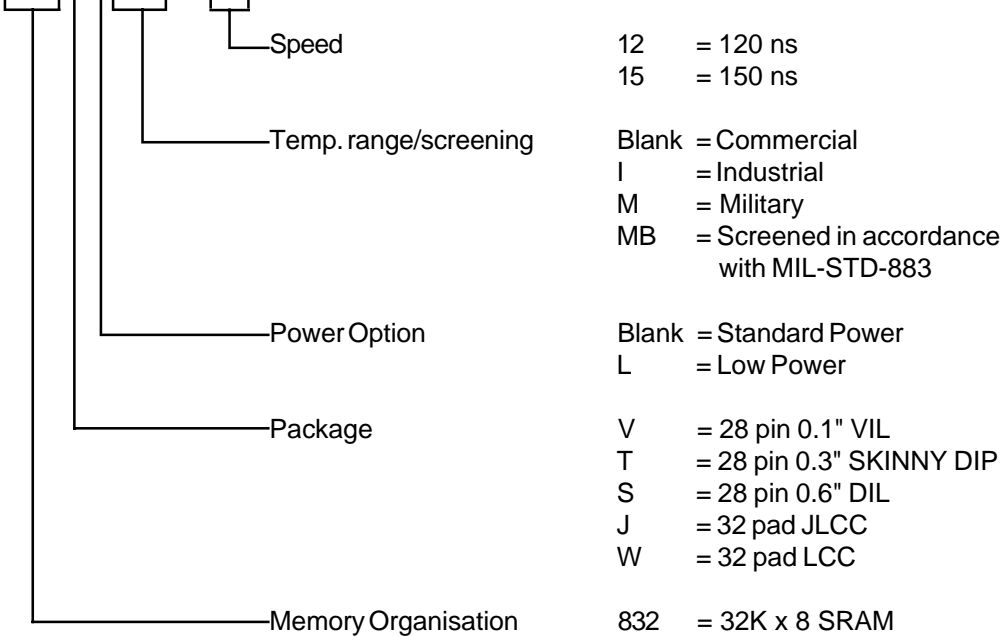 Speed 12 = 120 ns
15 = 150 ns
Temp. range/screening Blank = Commercial
I = Industrial
M = Military
MB = Screened in accordance
with MIL-STD-883
Power Option Blank = Standard Power
L = Low Power
Package V = 28 pin 0.1" VIL
T = 28 pin 0.3" SKINNY DIP
S = 28 pin 0.6" DIL
J = 32 pad JLCC
W = 32 pad LCC
Memory Organisation 832 = 32K x 8 SRAM